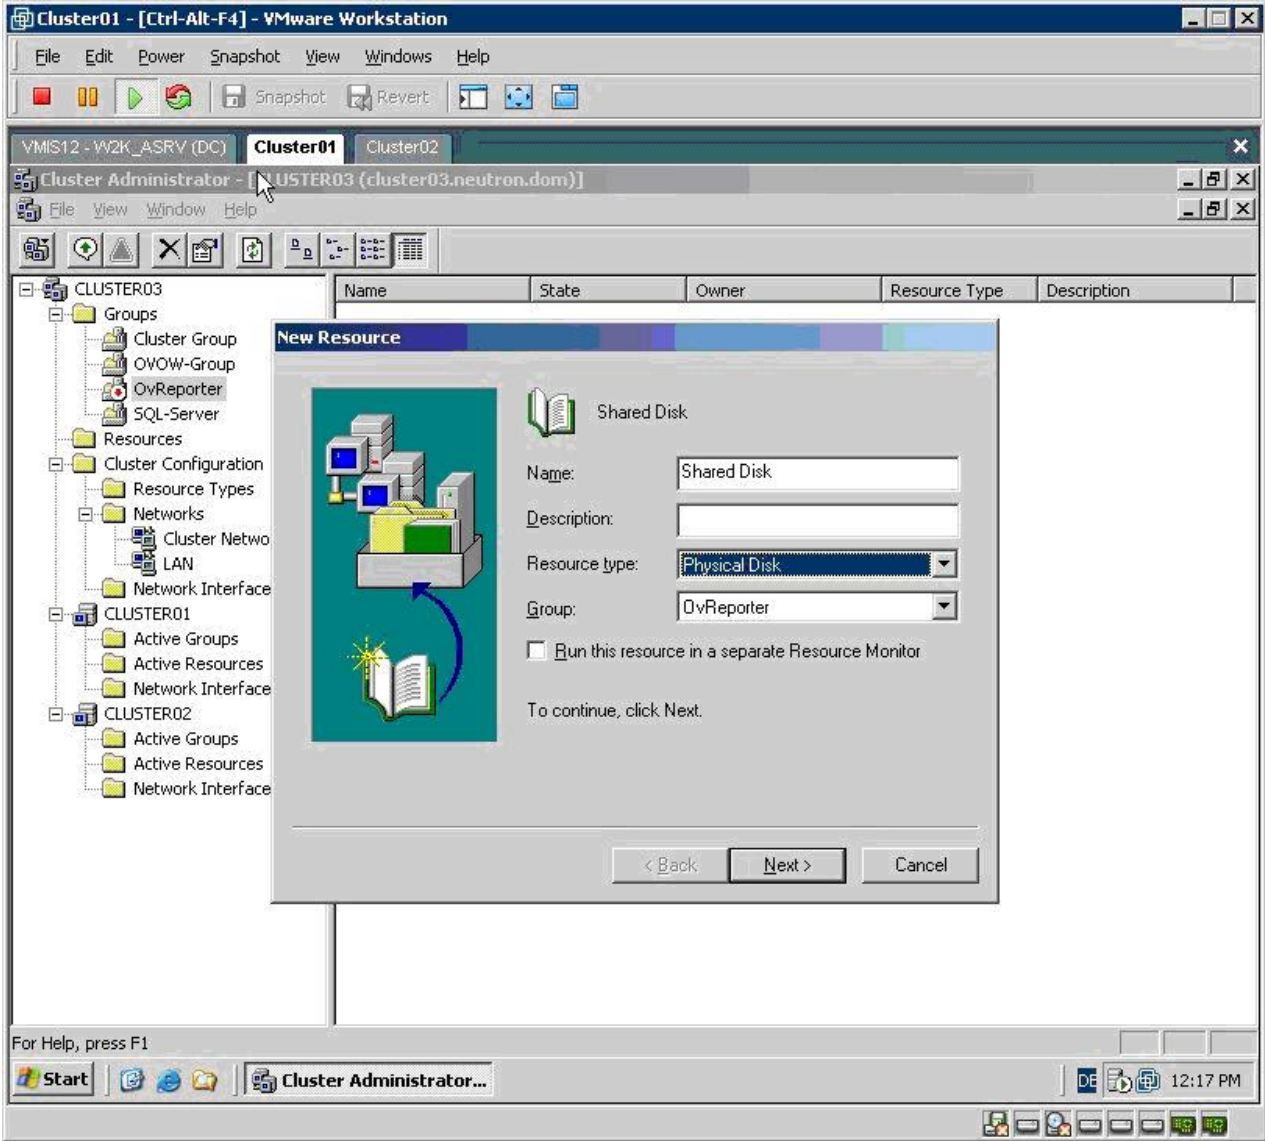 Cluster01 - [Ctrl-Alt-F4] - VMware Workstation
File Edit Power Snapshot View Windows Help
Snapshot Revert
VMIS12 - W2K_ASRV (DC) Cluster01 Cluster02
Cluster Administrator - [CLUSTER03 (cluster03.neutron.dom)]
File View Window Help
CLUSTER03
Name State Owner Resource Type Description
Groups
Cluster Group
OVOW-Group
OvReporter
SQL-Server
Resources
Cluster Configuration
Resource Types
Networks
Cluster Netwo
LAN
Network Interface
CLUSTER01
Active Groups
Active Resources
Network Interface
CLUSTER02
Active Groups
Active Resources
Network Interface
New Resource
Shared Disk
Name: Shared Disk
Description:
Resource type: Physical Disk
Group: OvReporter
Run this resource in a separate Resource Monitor
To continue, click Next.
< Back Next > Cancel
For Help, press F1
Start Cluster Administrator... DE 12:17 PM